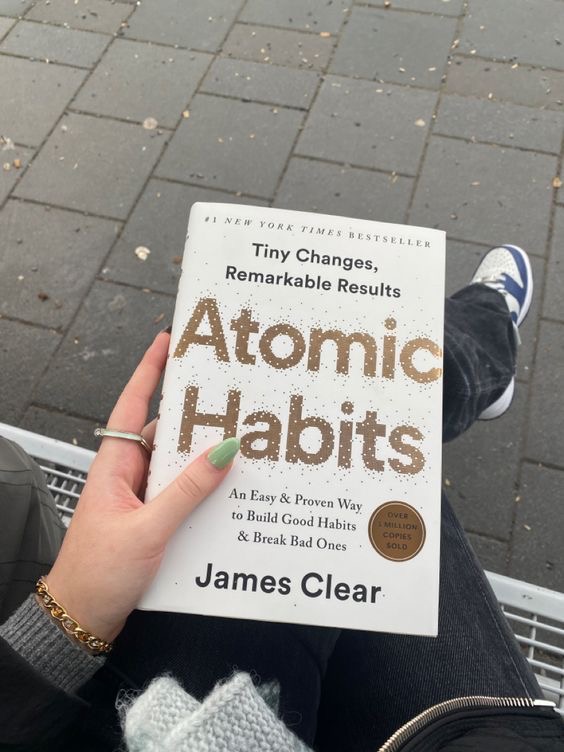 #1 NEW YORK TIMES BESTSELLER
Tiny Changes,
Remarkable Results
Atomic
Habits
An Easy & Proven Way
to Build Good Habits
& Break Bad Ones
OVER
1 MILLION
COPIES
SOLD
James Clear